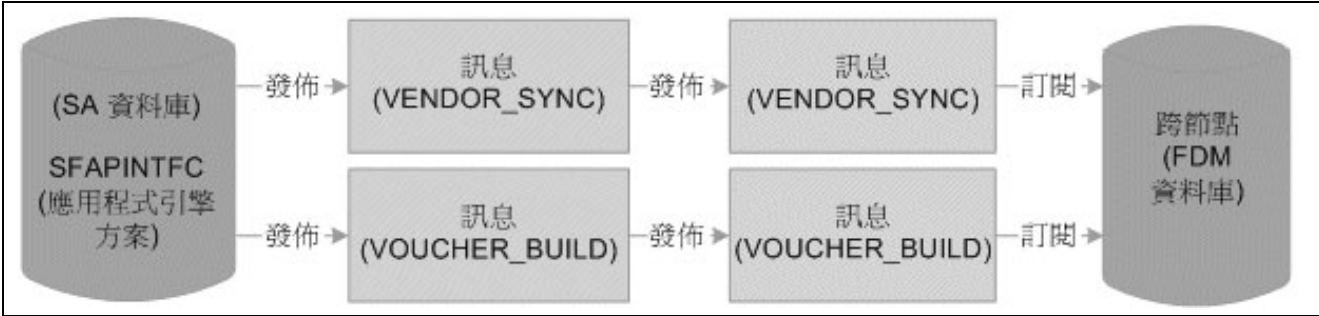 (SA 資料庫)
SFAPINTFC
(應用程式引擎
方案)
發佈
訊息
(VENDOR_SYNC)
發佈
訊息
(VENDOR_SYNC)
訂閱
發佈
訊息
(VOUCHER_BUILD)
發佈
訊息
(VOUCHER_BUILD)
訂閱
跨節點
(FDM
資料庫)